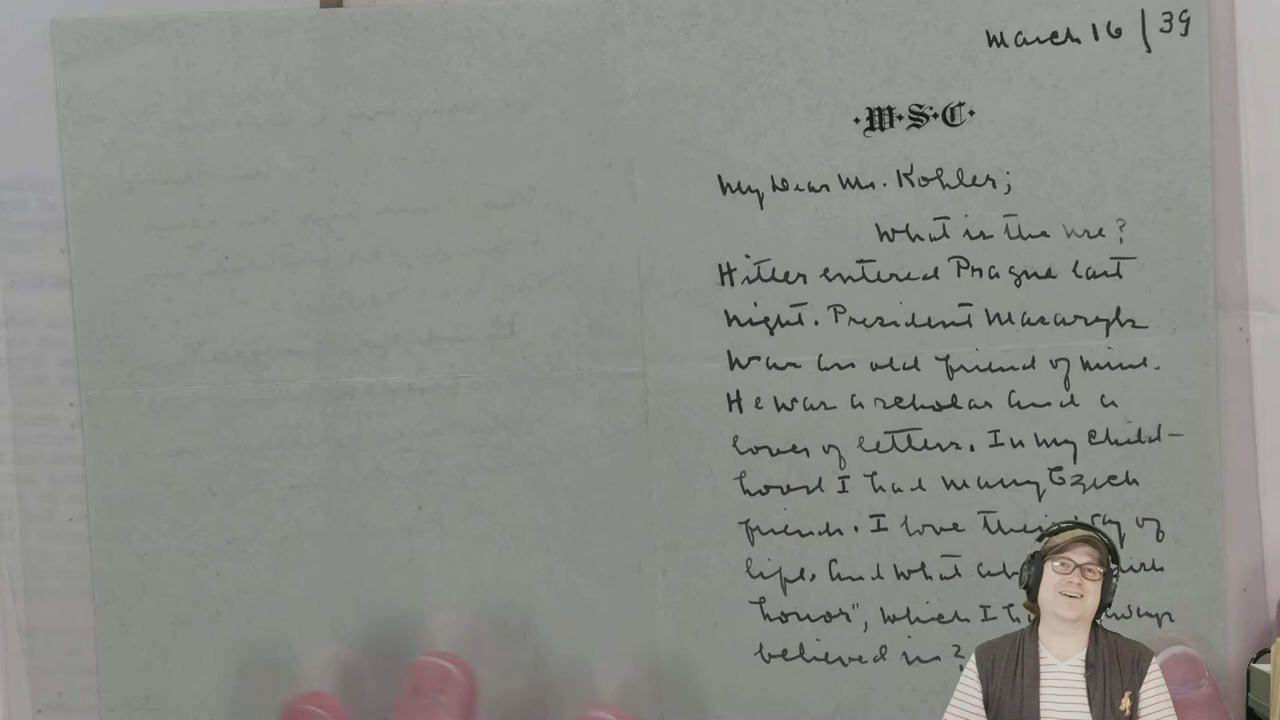 March 16 / 39
·W·S·C·
My Dear Mr. Kohler;
What is the use?
Hitler entered Prague last
night. President Masaryk
was an old friend of mine.
He was a scholar and a
lover of letters. In my child-
hood I had many Czech
friends. I love their way of
life. And what
honor", which I
believed in?